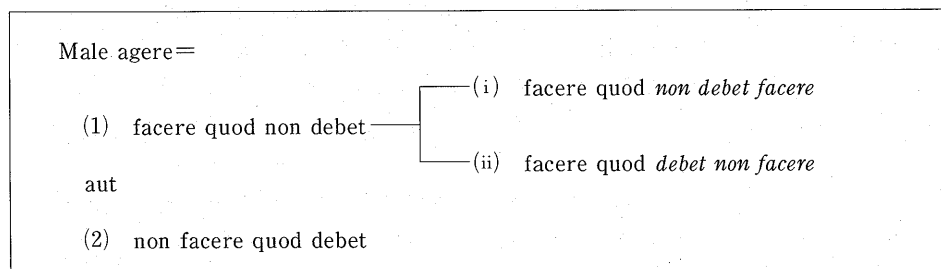 Male agere=
(i) facere quod non debet facere
(1) facere quod non debet
(ii) facere quod debet non facere
aut
(2) non facere quod debet